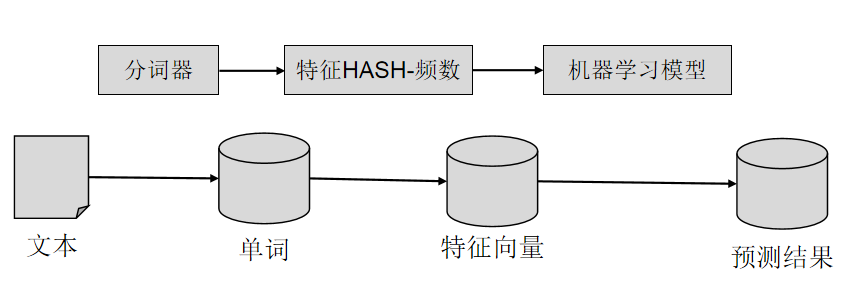 分词器
特征HASH-频数
机器学习模型
文本
单词
特征向量
预测结果